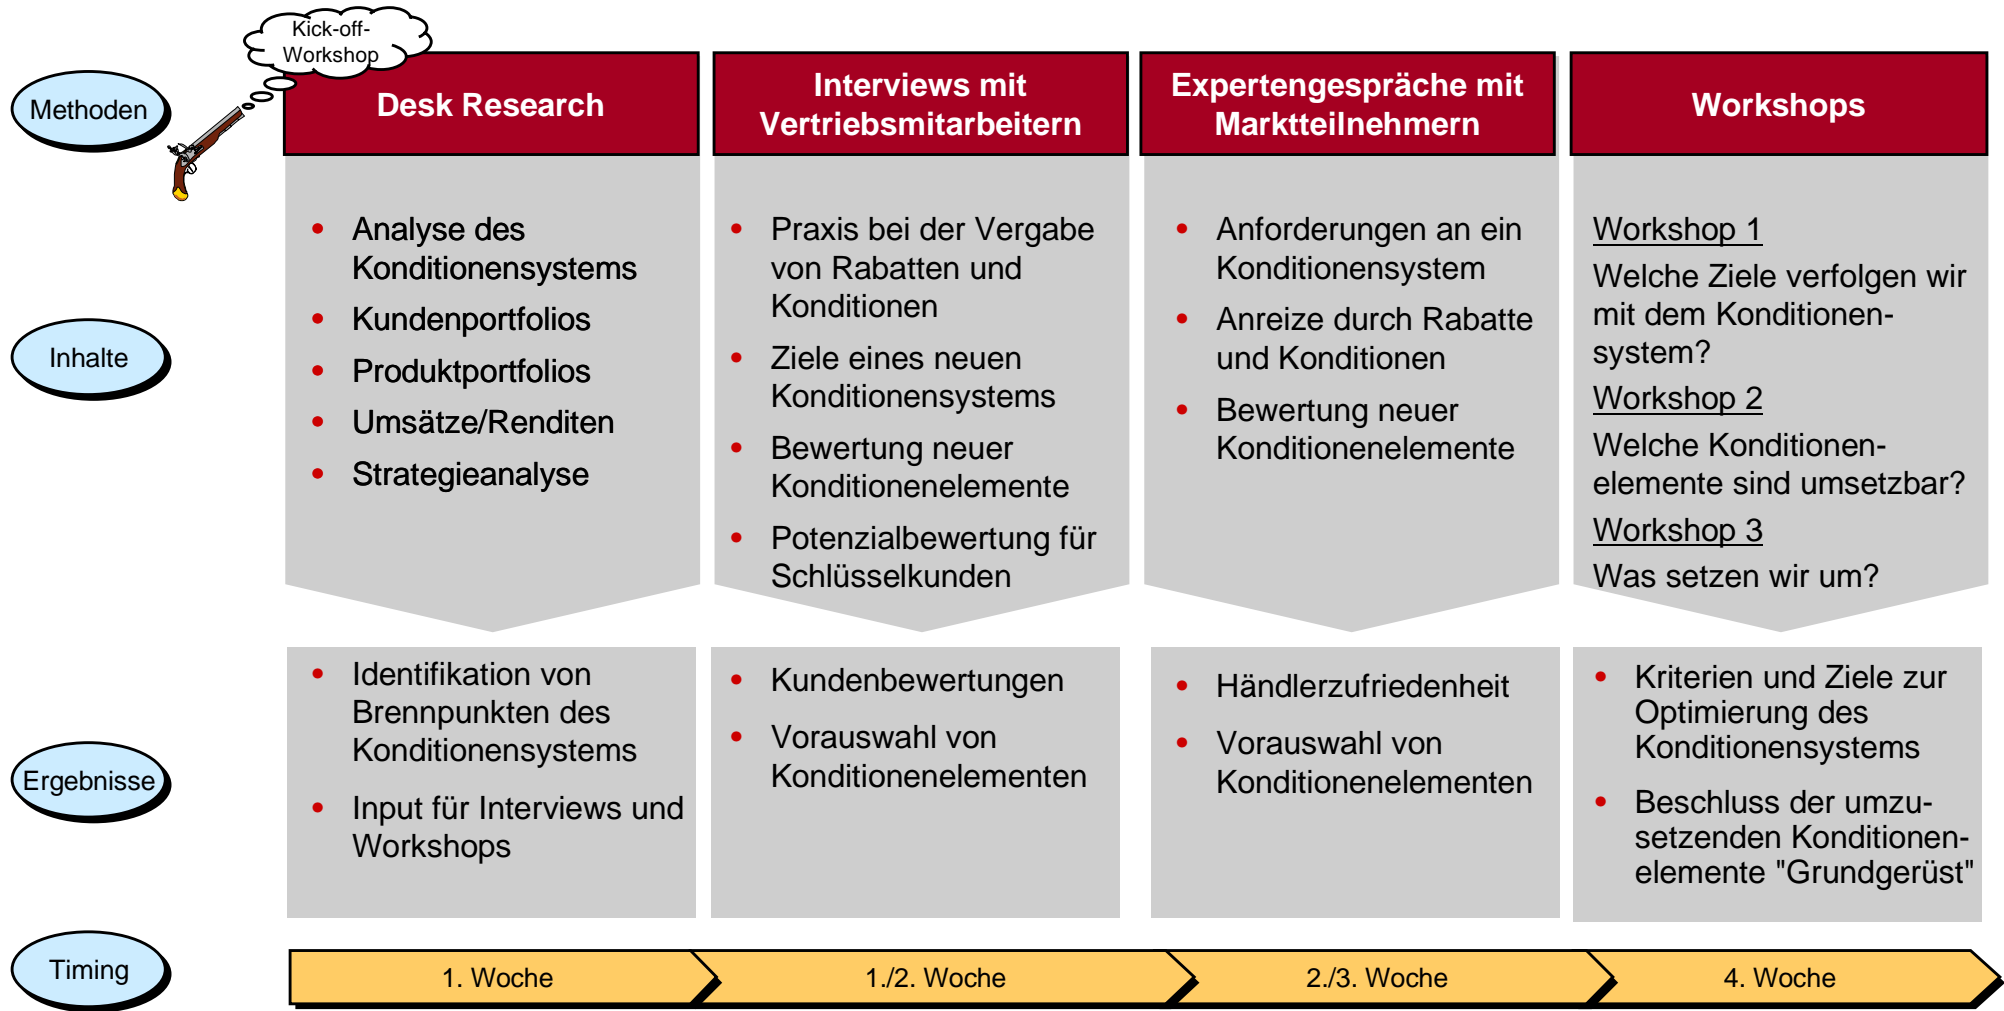 Kick-off-
Workshop
Methoden
Desk Research
Interviews mit
Vertriebsmitarbeitern
Expertengespräche mit
Marktteilnehmern
Workshops
Inhalte
• Analyse des
Konditionensystems
• Kundenportfolios
• Produktportfolios
• Umsätze/Renditen
• Strategieanalyse
• Praxis bei der Vergabe
von Rabatten und
Konditionen
• Ziele eines neuen
Konditionensystems
• Bewertung neuer
Konditionenelemente
• Potenzialbewertung für
Schlüsselkunden
• Anforderungen an ein
Konditionensystem
• Anreize durch Rabatte
und Konditionen
• Bewertung neuer
Konditionenelemente
Workshop 1
Welche Ziele verfolgen wir
mit dem Konditionen-
system?
Workshop 2
Welche Konditionen-
elemente sind umsetzbar?
Workshop 3
Was setzen wir um?
Ergebnisse
• Identifikation von
Brennpunkten des
Konditionensystems
• Input für Interviews und
Workshops
• Kundenbewertungen
• Vorauswahl von
Konditionenelementen
• Händlerzufriedenheit
• Vorauswahl von
Konditionenelementen
• Kriterien und Ziele zur
Optimierung des
Konditionensystems
• Beschluss der umzu-
setzenden Konditionen-
elemente "Grundgerüst"
Timing
1. Woche
1./2. Woche
2./3. Woche
4. Woche